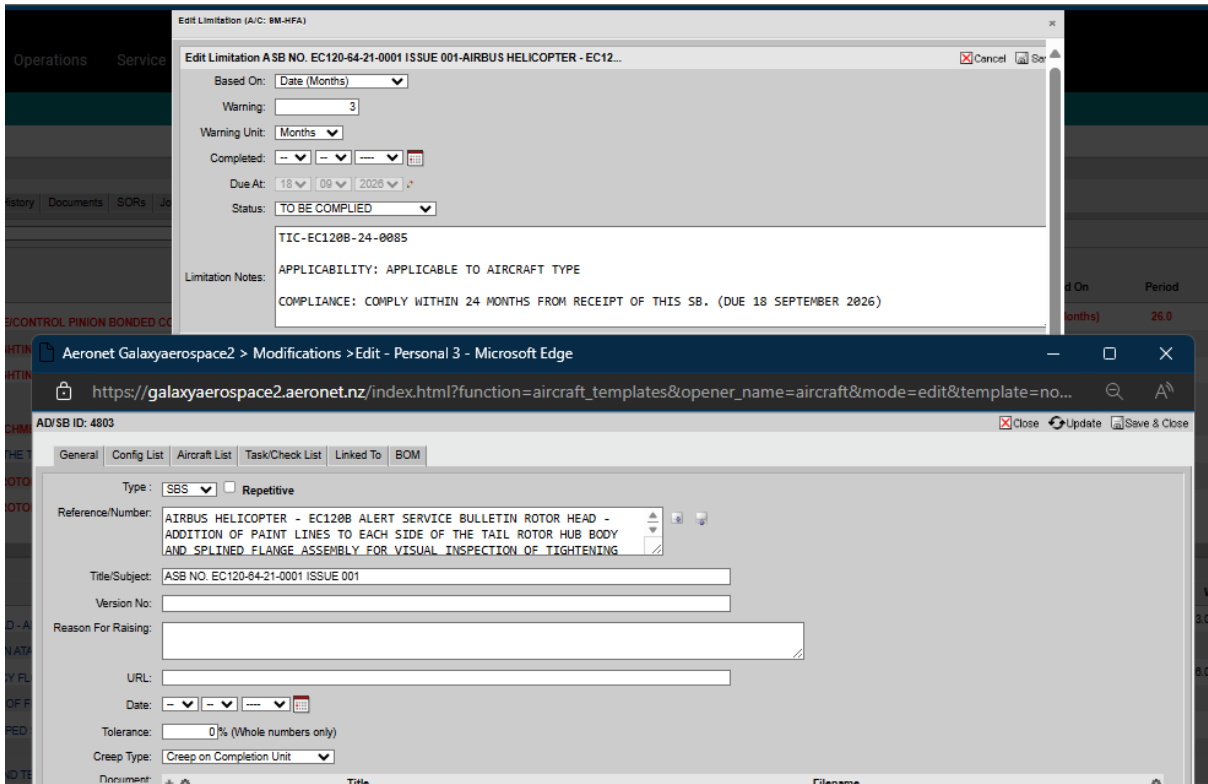 Edit Limitation (A/C: 9M-HFA)
Operations Service
Edit Limitation ASB NO. EC120-64-21-0001 ISSUE 001-AIRBUS HELICOPTER - EC12...
Cancel
Based On: Date (Months)
Warning: 3
Warning Unit: Months
Completed: -- -- ----
Due At: 18 09 2026
History Documents SORs
Status: TO BE COMPLIED
Limitation Notes:
TIC-EC120B-24-0085
APPLICABILITY: APPLICABLE TO AIRCRAFT TYPE
COMPLIANCE: COMPLY WITHIN 24 MONTHS FROM RECEIPT OF THIS SB. (DUE 18 SEPTEMBER 2026)
d On Period
E/CONTROL PINION BONDED CO
onths) 26.0
Aeronet Galaxyaerospace2 > Modifications >Edit - Personal 3 - Microsoft Edge
https://galaxyaerospace2.aeronet.nz/index.html?function=aircraft_templates&opener_name=aircraft&mode=edit&template=no...
AD/SB ID: 4803
Close Update Save & Close
General Config List Aircraft List Task/Check List Linked To BOM
Type : SBS Repetitive
Reference/Number: AIRBUS HELICOPTER - EC120B ALERT SERVICE BULLETIN ROTOR HEAD -
ADDITION OF PAINT LINES TO EACH SIDE OF THE TAIL ROTOR HUB BODY
AND SPLINED FLANGE ASSEMBLY FOR VISUAL INSPECTION OF TIGHTENING
Title/Subject: ASB NO. EC120-64-21-0001 ISSUE 001
Version No:
Reason For Raising:
URL:
Date: -- -- ----
Tolerance: 0 % (Whole numbers only)
Creep Type: Creep on Completion Unit
Document: Title Filename